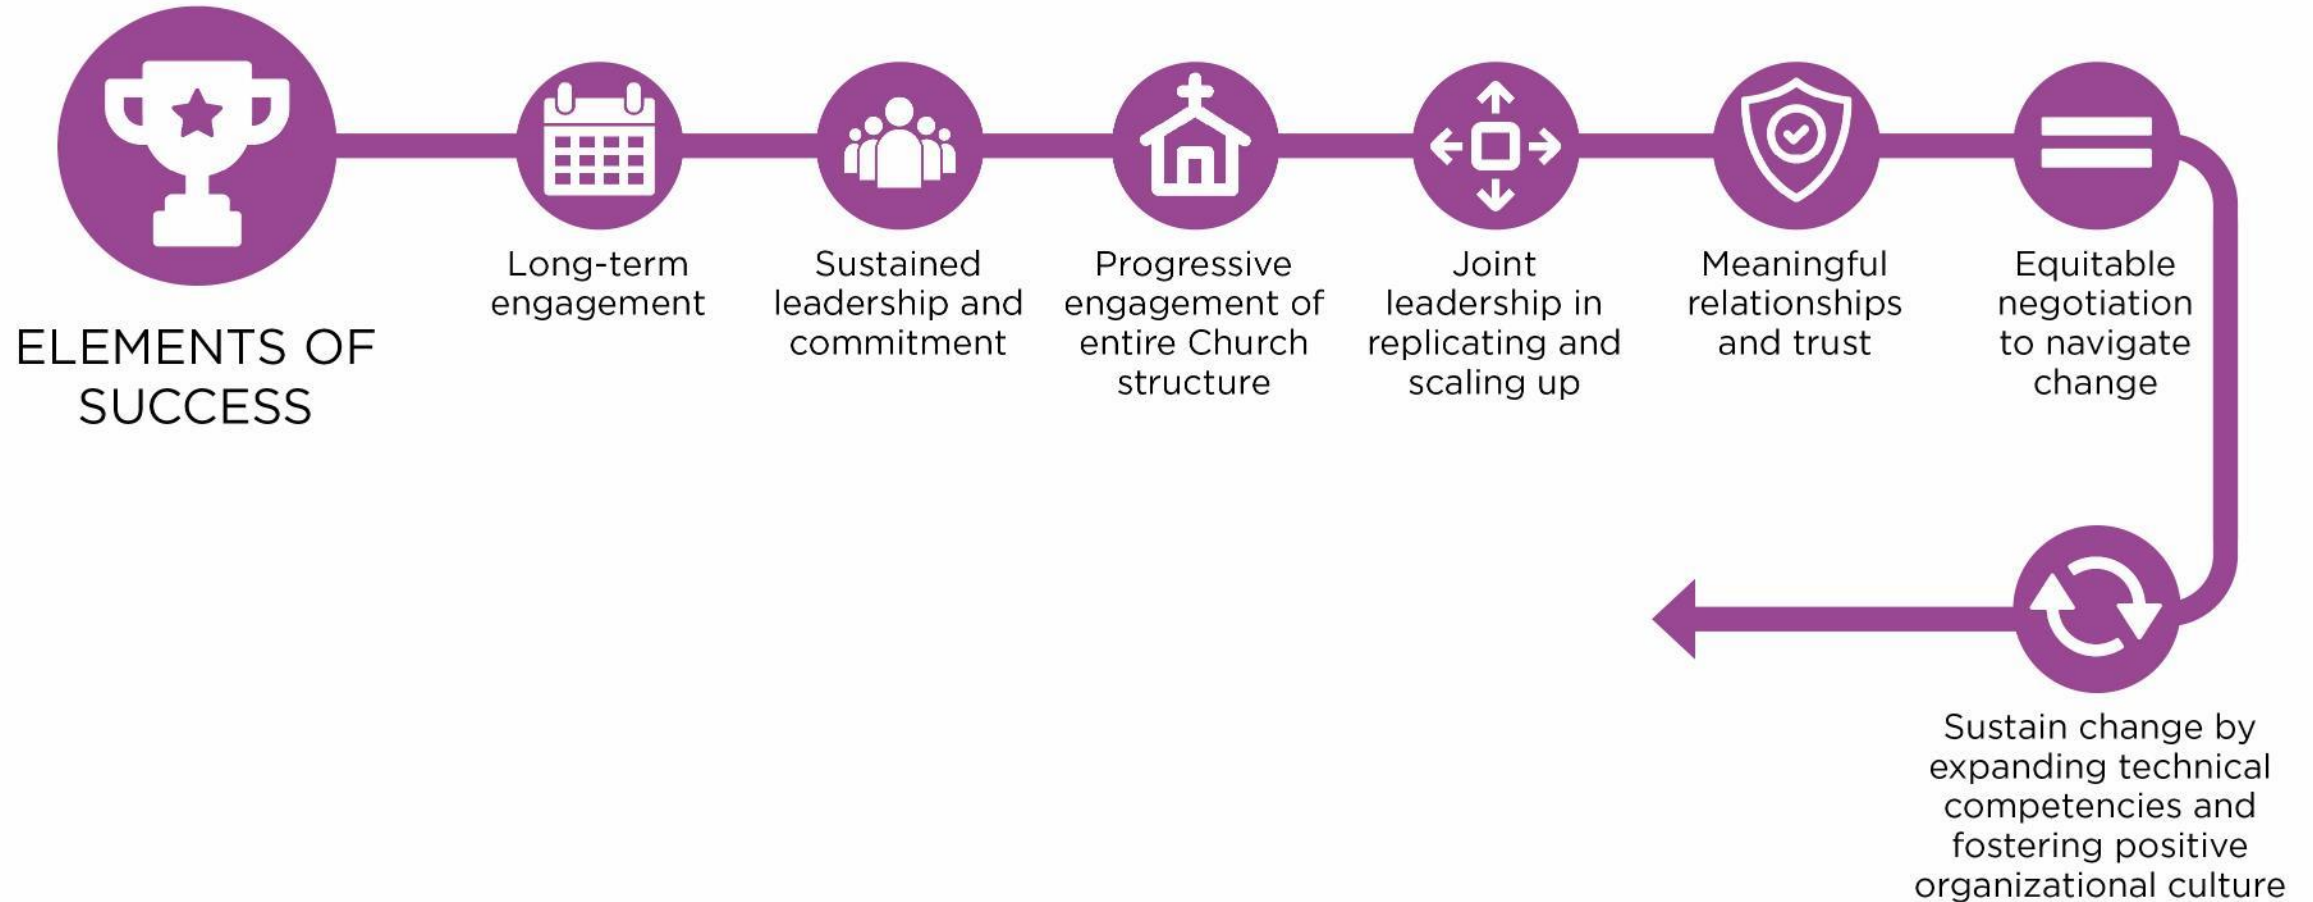 ELEMENTS OF
SUCCESS
Long-term
engagement
Sustained
leadership and
commitment
Progressive
engagement of
entire Church
structure
Joint
leadership in
replicating and
scaling up
Meaningful
relationships
and trust
Equitable
negotiation
to navigate
change
Sustain change by
expanding technical
competencies and
fostering positive
organizational culture